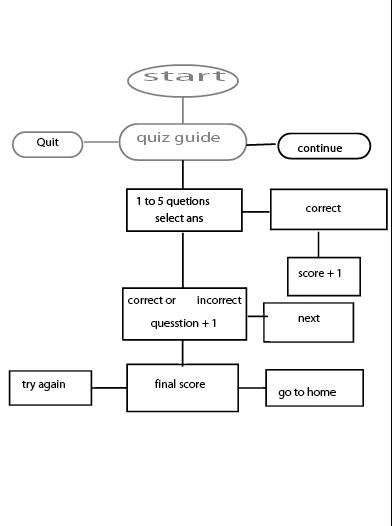 start
Quit
quiz guide
continue
1 to 5 quetions
select ans
correct
score + 1
correct or incorrect
quesstion + 1
next
try again
final score
go to home